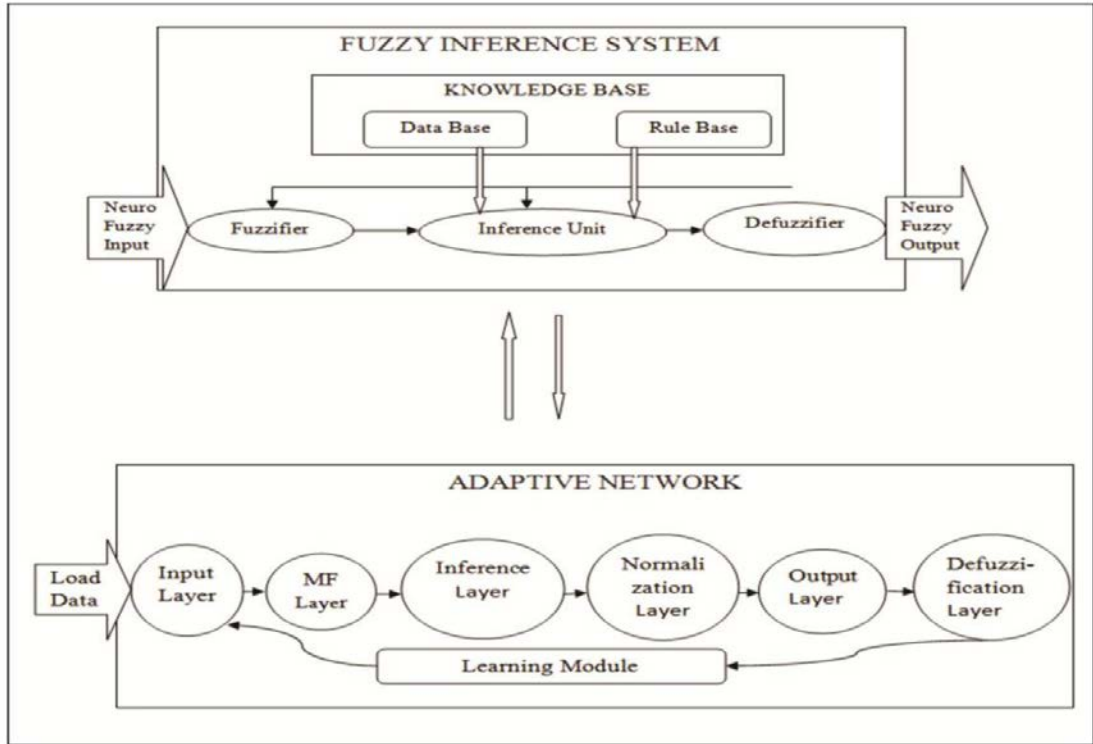 FUZZY INFERENCE SYSTEM
KNOWLEDGE BASE
Data Base
Rule Base
Neuro
Fuzzy
Input
Fuzzifier
Inference Unit
Defuzzifier
Neuro
Fuzzy
Output
ADAPTIVE NETWORK
Load
Data
Input
Layer
MF
Layer
Inference
Layer
Normali
zation
Layer
Output
Layer
Defuzzi-
fication
Layer
Learning Module